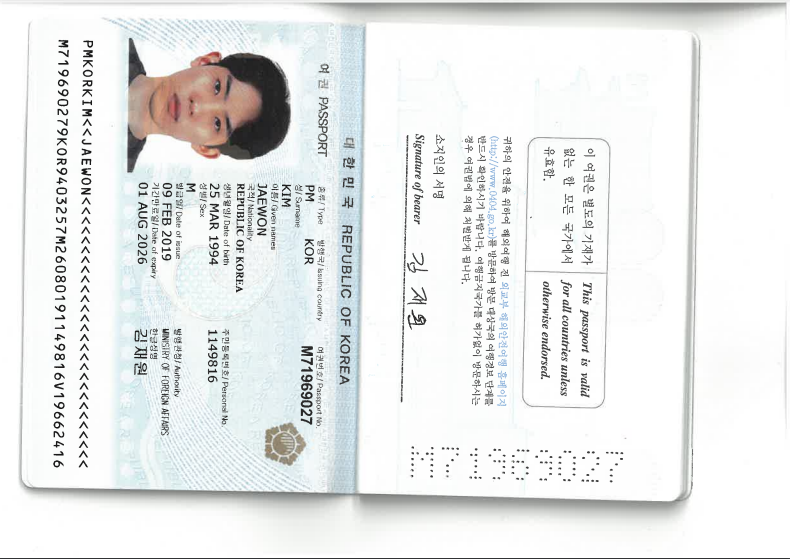 이 여권은 별도의 기재가
없는 한 모든 국가에서
유효함.
This passport is valid
for all countries unless
otherwise endorsed.
귀하의 안전을 위하여 해외여행 전 외교부 해외안전여행 홈페이지
(http://www.0404.go.kr)를 방문하여 방문 대상국의 여행경보 단계를
반드시 확인하시기 바랍니다. 여행금지국가를 허가없이 방문하시는
경우 여권법에 의해 처벌받게 됩니다.
소지인의 서명
Signature of bearer 김 재 원
M71969027
대 한 민 국 REPUBLIC OF KOREA
여 권 PASSPORT
종류/Type 발행국/Issuing country 여권번호/Passport No.
PM KOR M71969027
성/Surname
KIM
이름/Given names
JAEWON
국적/Nationality
REPUBLIC OF KOREA
생년월일/Date of birth 주민등록번호/Personal No.
25 MAR 1994 1149816
성별/Sex
M
발급일/Date of issue 발행관청/Authority
09 FEB 2019 MINISTRY OF FOREIGN AFFAIRS
기간만료일/Date of expiry 한글성명
01 AUG 2026 김재원
PMKORKIM<<JAEWON<<<<<<<<<<<<<<<<<<<<<<<<<<<<
M719690279KOR9403257M26080191149816V19662416